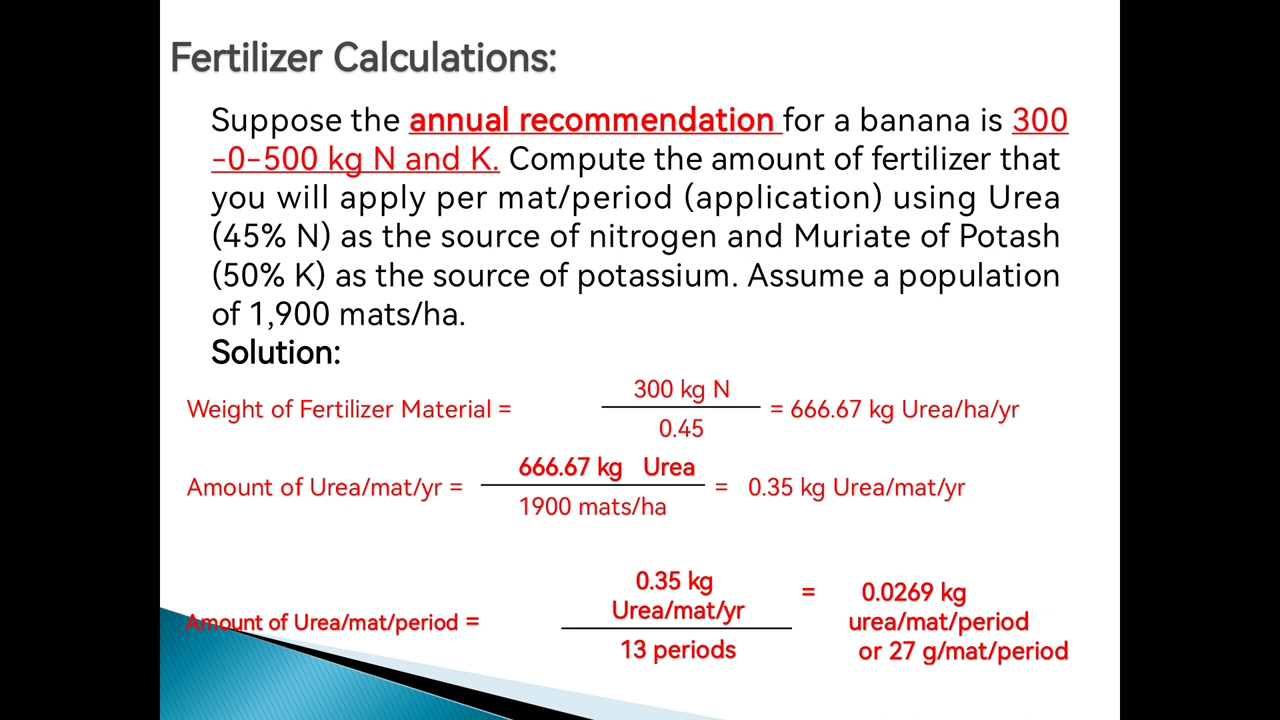 Fertilizer Calculations:
Suppose the annual recommendation for a banana is 300
-0-500 kg N and K. Compute the amount of fertilizer that
you will apply per mat/period (application) using Urea
(45% N) as the source of nitrogen and Muriate of Potash
(50% K) as the source of potassium. Assume a population
of 1,900 mats/ha.
Solution:
300 kg N
Weight of Fertilizer Material = = 666.67 kg Urea/ha/yr
0.45
666.67 kg Urea
Amount of Urea/mat/yr = = 0.35 kg Urea/mat/yr
1900 mats/ha
0.35 kg = 0.0269 kg
Urea/mat/yr
Amount of Urea/mat/period = urea/mat/period
13 periods or 27 g/mat/period